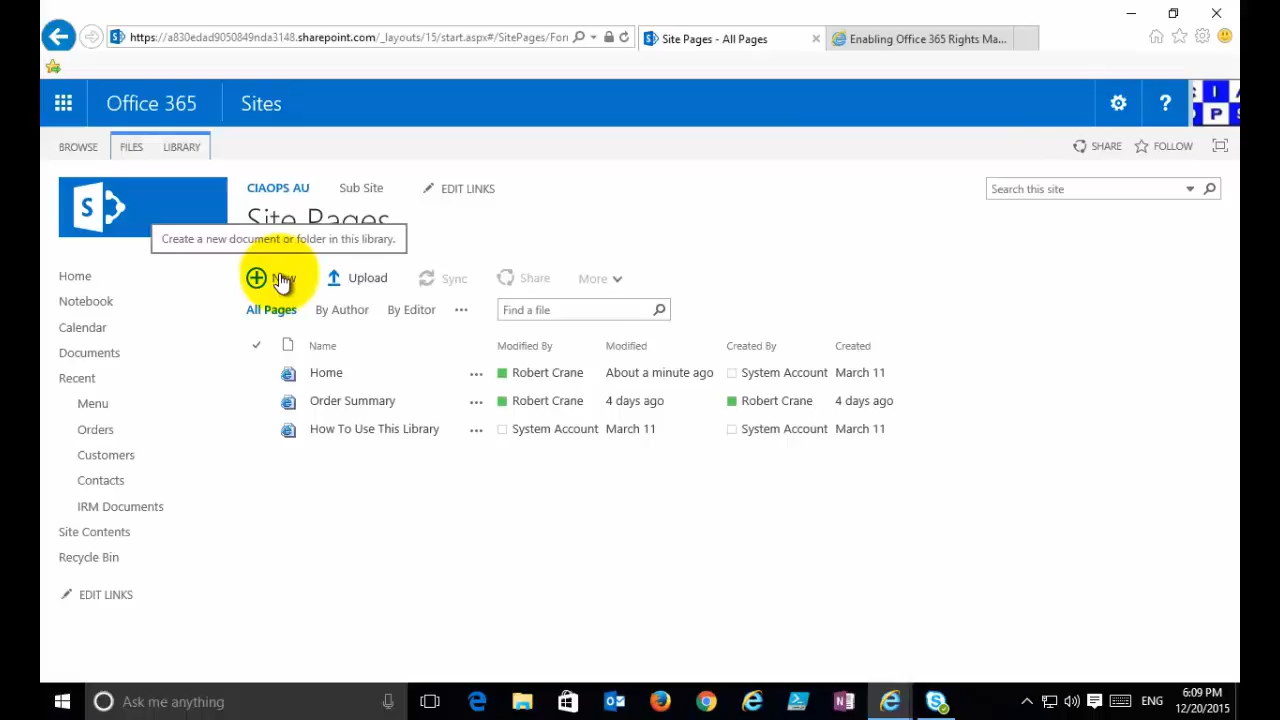 https://a830edad9050849nda3148.sharepoint.com/_layouts/15/start.aspx#/SitePages/For
Site Pages - All Pages
Enabling Office 365 Rights Ma...
Office 365
Sites
?
I
P
S
BROWSE
FILES
LIBRARY
SHARE
FOLLOW
CIAOPS AU
Sub Site
EDIT LINKS
Search this site
S
Site Pages
Create a new document or folder in this library.
New
Upload
Sync
Share
More
All Pages
By Author
By Editor
...
Find a file
Name
Modified By
Modified
Created By
Created
Home
...
Robert Crane
About a minute ago
System Account
March 11
Order Summary
...
Robert Crane
4 days ago
Robert Crane
4 days ago
How To Use This Library
...
System Account
March 11
System Account
March 11
Home
Notebook
Calendar
Documents
Recent
Menu
Orders
Customers
Contacts
IRM Documents
Site Contents
Recycle Bin
EDIT LINKS
Ask me anything
ENG
6:09 PM
12/20/2015